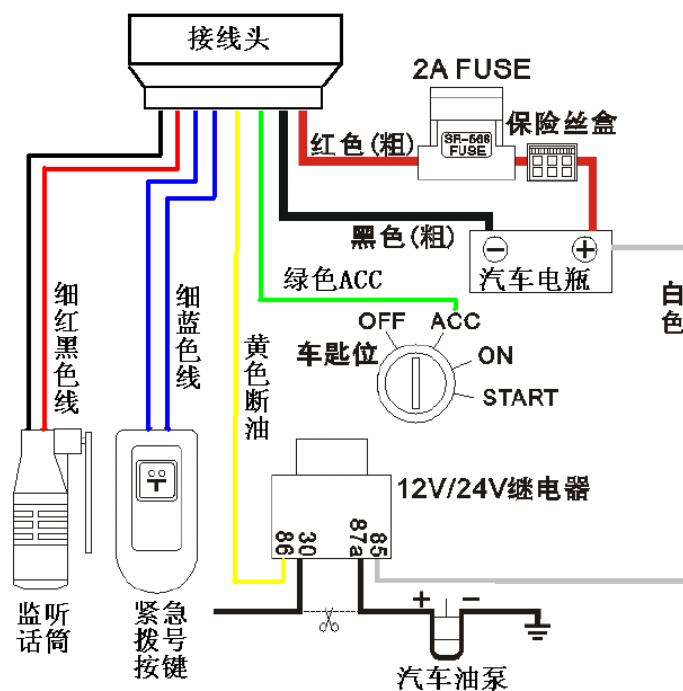 接线头
2A FUSE
保险丝盒
红色(粗)
SR-566
FUSE
黑色(粗)
汽车电瓶
白色
绿色ACC
OFF
ACC
车匙位
ON
START
细红黑色线
细蓝色线
黄色断油
12V/24V继电器
86
30
87a
85
监听
话筒
紧急
拨号
按键
汽车油泵